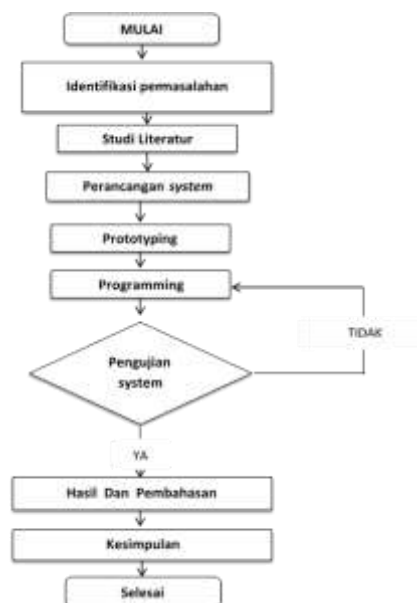 MULAI
Identifikasi permasalahan
Studi Literatur
Perancangan system
Prototyping
Programming
TIDAK
Pengujian
system
YA
Hasil Dan Pembahasan
Kesimpulan
Selesai